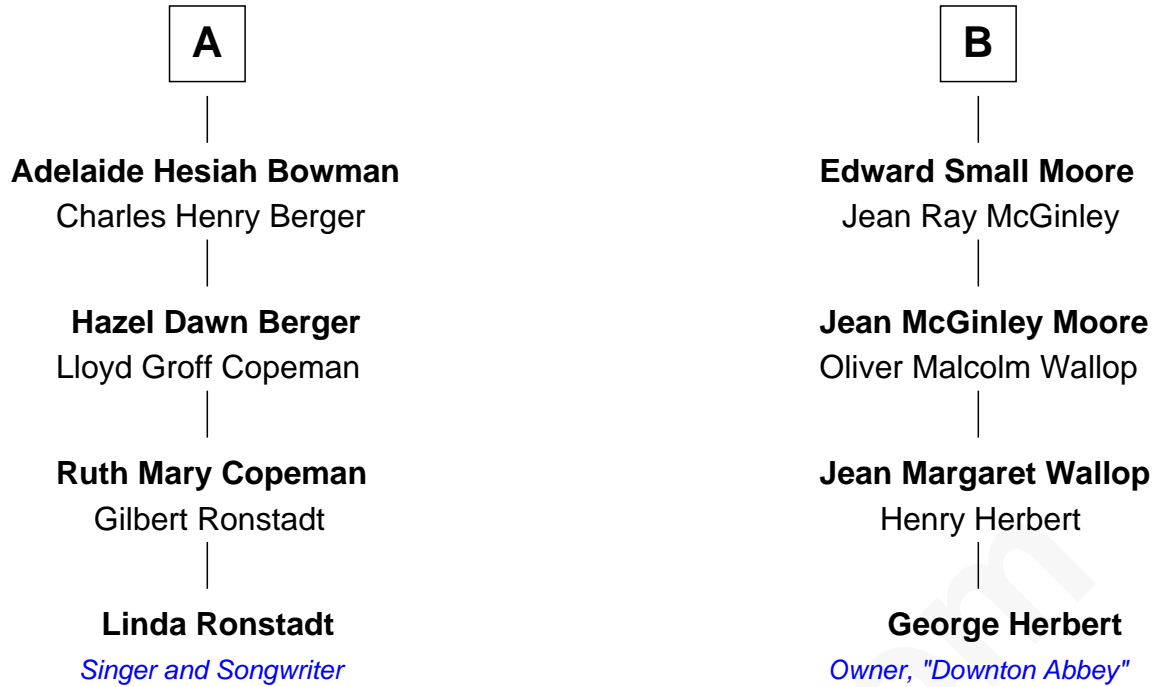 A
B
Adelaide Hesiah Bowman
Charles Henry Berger
Edward Small Moore
Jean Ray McGinley
Hazel Dawn Berger
Lloyd Groff Copeman
Jean McGinley Moore
Oliver Malcolm Wallop
Ruth Mary Copeman
Gilbert Ronstadt
Jean Margaret Wallop
Henry Herbert
Linda Ronstadt
Singer and Songwriter
George Herbert
Owner, "Downton Abbey"
om